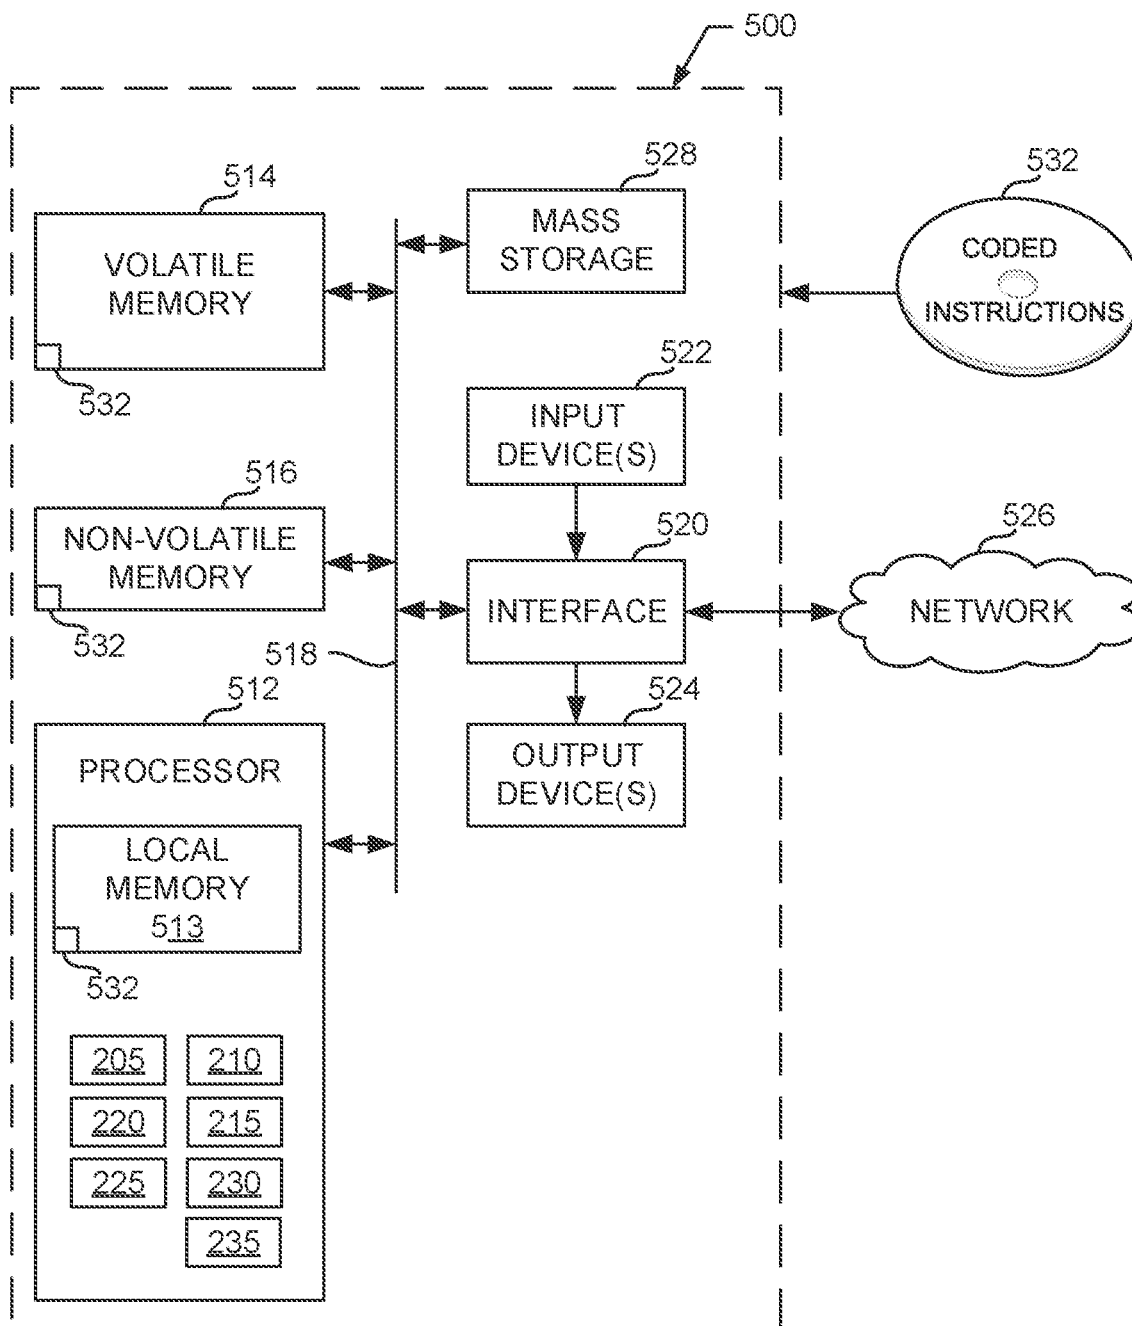 500
514
VOLATILE
MEMORY
532
528
MASS
STORAGE
532
CODED
INSTRUCTIONS
522
INPUT
DEVICE(S)
516
NON-VOLATILE
MEMORY
532
518
520
INTERFACE
526
NETWORK
524
OUTPUT
DEVICE(S)
512
PROCESSOR
LOCAL
MEMORY
513
532
205 210
220 215
225 230
235